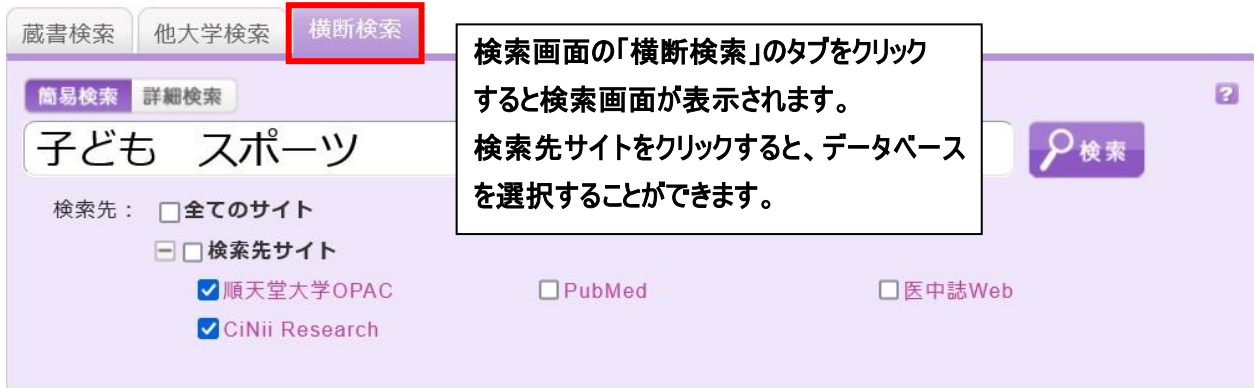 蔵書検索 他大学検索 横断検索
検索画面の「横断検索」のタブをクリック
すると検索画面が表示されます。
検索先サイトをクリックすると、データベース
を選択することができます。
簡易検索 詳細検索 ?
子ども　スポーツ 検索
検索先： 全てのサイト
検索先サイト
順天堂大学OPAC PubMed 医中誌Web
CiNii Research